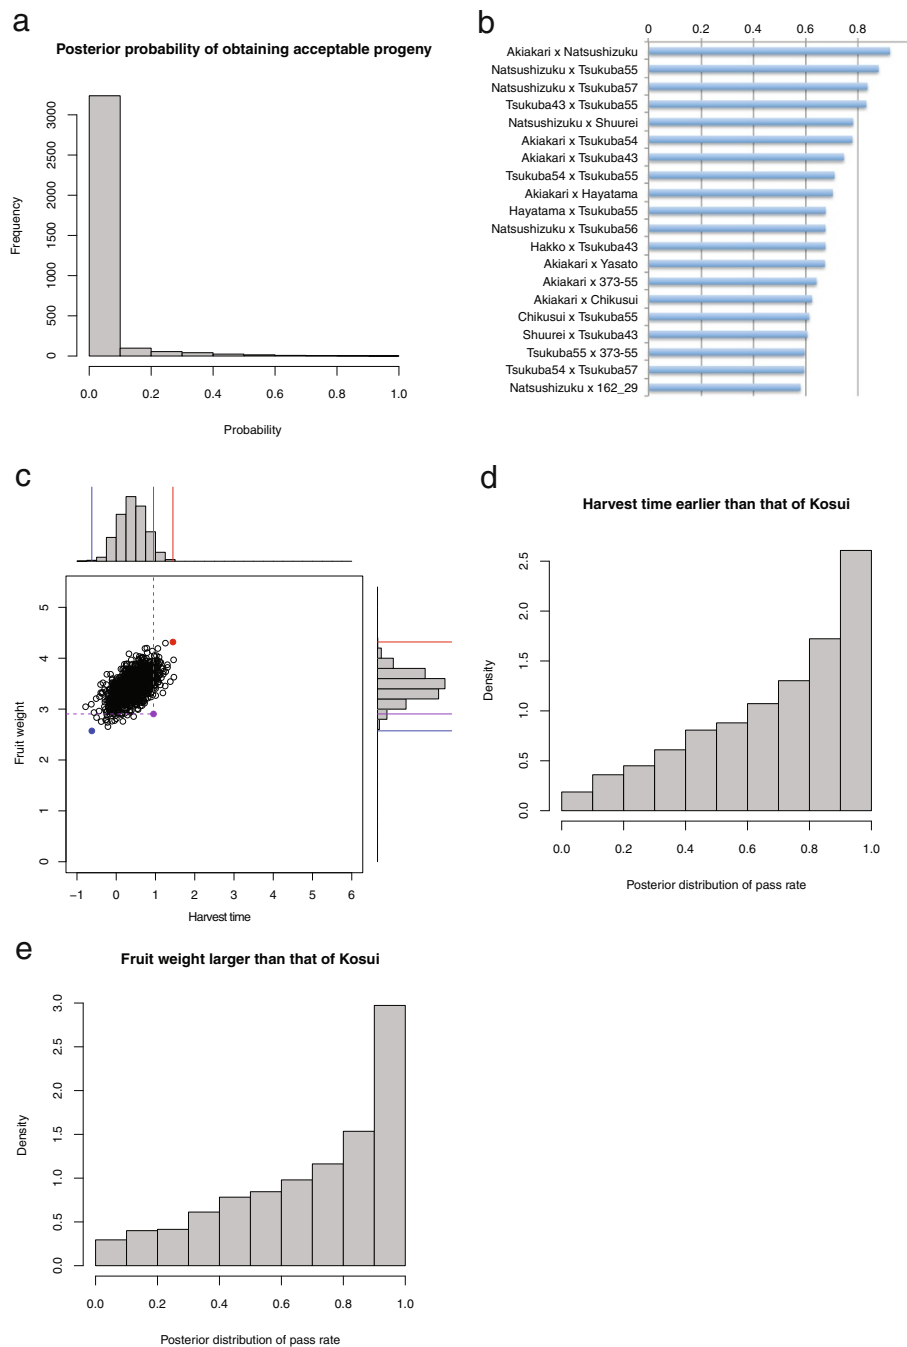 a
Posterior probability of obtaining acceptable progeny
Frequency
0
500
1000
1500
2000
2500
3000
0.0 0.2 0.4 0.6 0.8 1.0
Probability
b
0 0.2 0.4 0.6 0.8
Akiakari x Natsushizuku
Natsushizuku x Tsukuba55
Natsushizuku x Tsukuba57
Tsukuba43 x Tsukuba55
Natsushizuku x Shuurei
Akiakari x Tsukuba54
Akiakari x Tsukuba43
Tsukuba54 x Tsukuba55
Akiakari x Hayatama
Hayatama x Tsukuba55
Natsushizuku x Tsukuba56
Hakko x Tsukuba43
Akiakari x Yasato
Akiakari x 373-55
Akiakari x Chikusui
Chikusui x Tsukuba55
Shuurei x Tsukuba43
Tsukuba55 x 373-55
Tsukuba54 x Tsukuba57
Natsushizuku x 162_29
c
Fruit weight
0
1
2
3
4
5
−1 0 1 2 3 4 5 6
Harvest time
d
Harvest time earlier than that of Kosui
Density
0.0
0.5
1.0
1.5
2.0
2.5
0.0 0.2 0.4 0.6 0.8 1.0
Posterior distribution of pass rate
e
Fruit weight larger than that of Kosui
Density
0.0
0.5
1.0
1.5
2.0
2.5
3.0
0.0 0.2 0.4 0.6 0.8 1.0
Posterior distribution of pass rate